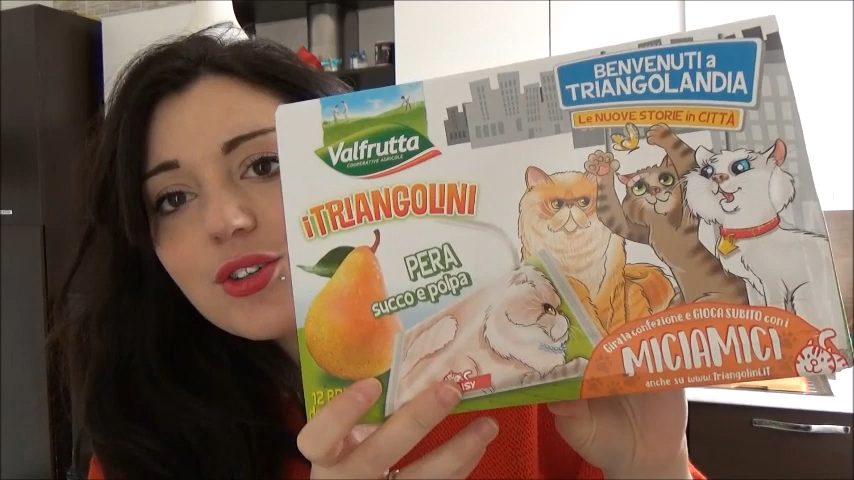 BENVENUTI a
TRIANGOLANDIA
Le NUOVE STORIE in CITTÀ
Valfrutta
COOPERATIVE AGRICOLE
i TRIANGOLINI
PERA
succo e polpa
Gira la confezione e GIOCA SUBITO con i
MICIAMICI
anche su www.Triangolini.it
12